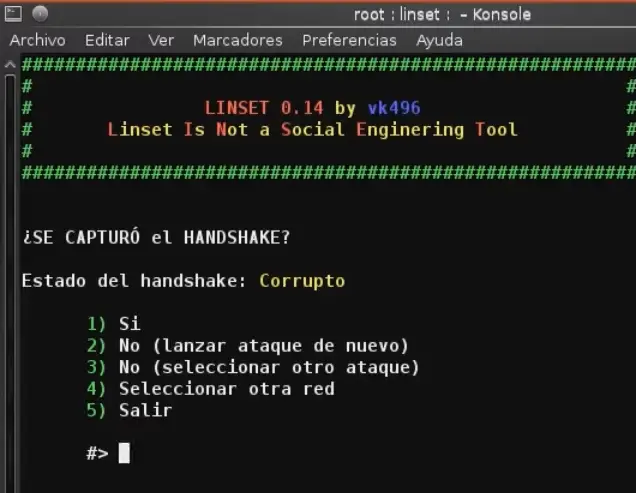 root : linset : – Konsole
Archivo Editar Ver Marcadores Preferencias Ayuda
##########################################################
# #
# LINSET 0.14 by vk496 #
# Linset Is Not a Social Enginering Tool #
# #
##########################################################
¿SE CAPTURÓ el HANDSHAKE?
Estado del handshake: Corrupto
1) Si
2) No (lanzar ataque de nuevo)
3) No (seleccionar otro ataque)
4) Seleccionar otra red
5) Salir
#>